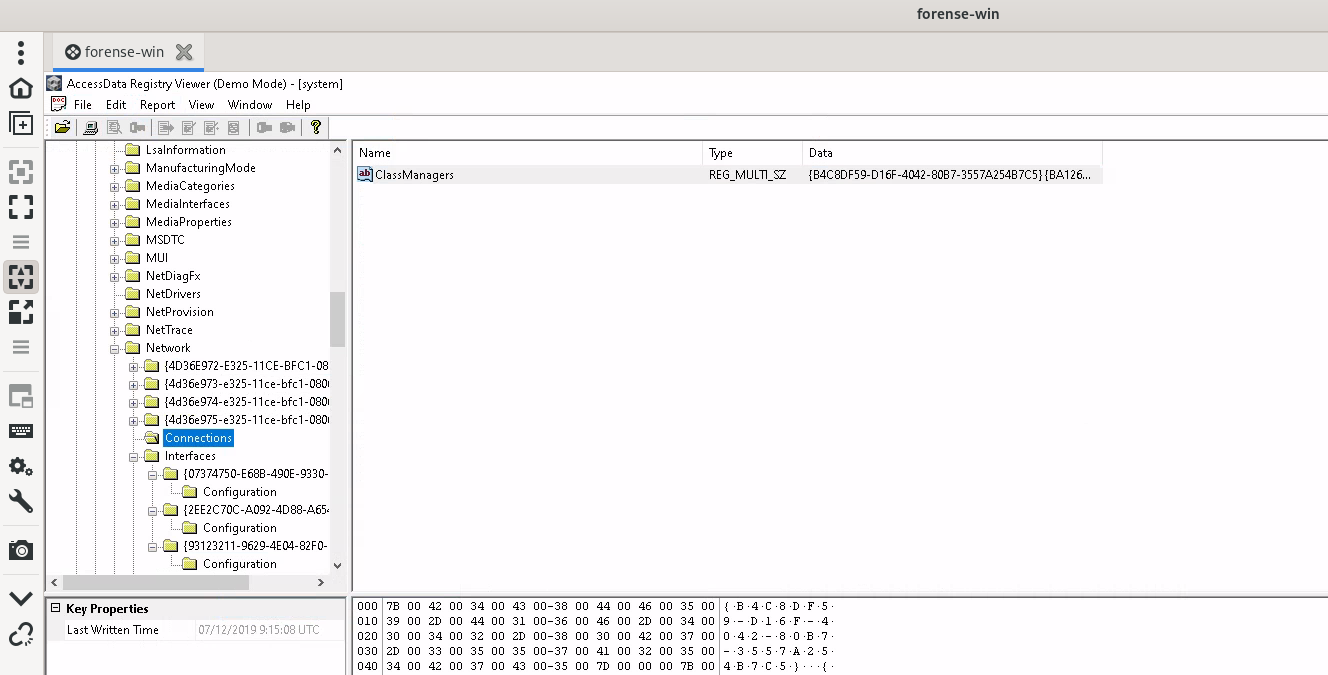 forense-win
forense-win
AccessData Registry Viewer (Demo Mode) - [system]
File Edit Report View Window Help
LsaInformation
ManufacturingMode
MediaCategories
MediaInterfaces
MediaProperties
MSDTC
MUI
NetDiagFx
NetDrivers
NetProvision
NetTrace
Network
{4D36E972-E325-11CE-BFC1-08
{4d36e973-e325-11ce-bfc1-080
{4d36e974-e325-11ce-bfc1-080
{4d36e975-e325-11ce-bfc1-080
Connections
Interfaces
{07374750-E68B-490E-9330-
Configuration
{2EE2C70C-A092-4D88-A654
Configuration
{93123211-9629-4E04-82F0-
Configuration
Name Type Data
ab ClassManagers REG_MULTI_SZ {B4C8DF59-D16F-4042-80B7-3557A254B7C5} {BA126...
Key Properties
Last Written Time 07/12/2019 9:15:08 UTC
000 7B 00 42 00 34 00 43 00-38 00 44 00 46 00 35 00 {·B·4·C·8·D·F·5·
010 39 00 2D 00 44 00 31 00-36 00 46 00 2D 00 34 00 9·-·D·1·6·F·-·4·
020 30 00 34 00 32 00 2D 00-38 00 30 00 42 00 37 00 0·4·2·-·8·0·B·7·
030 2D 00 33 00 35 00 35 00-37 00 41 00 32 00 35 00 -·3·5·5·7·A·2·5·
040 34 00 42 00 37 00 43 00-35 00 7D 00 00 00 7B 00 4·B·7·C·5·}···{·